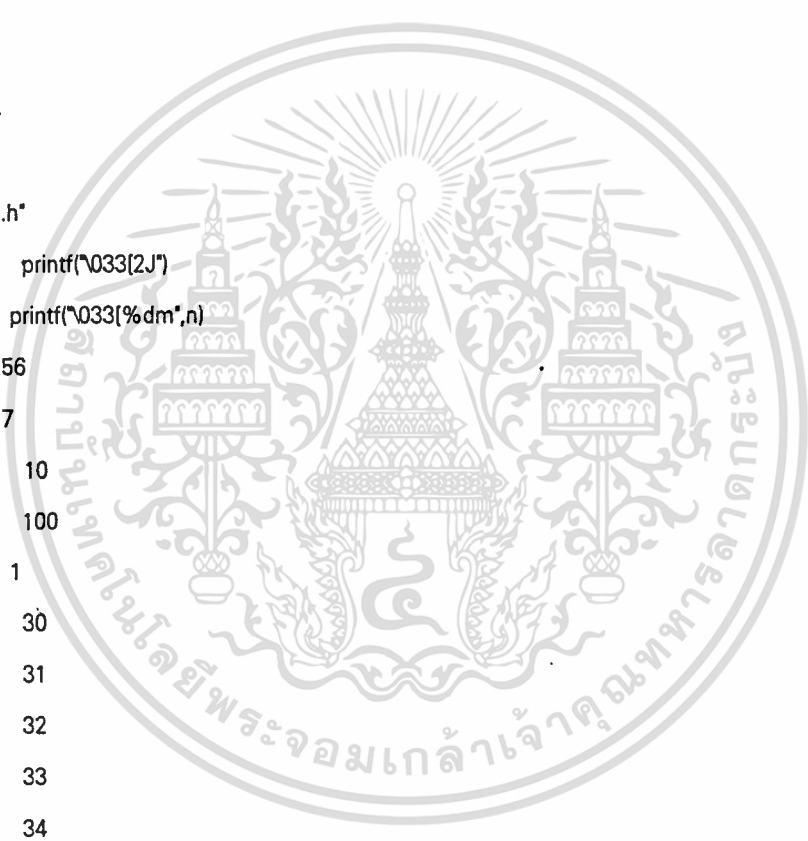 .h"
printf("\033[2J")
printf("\033[%dm",n)
56
7
10
100
1
30
31
32
33
34
สถาบันเทคโนโลยีพระจอมเกล้าเจ้าคุณทหารลาดกระบัง